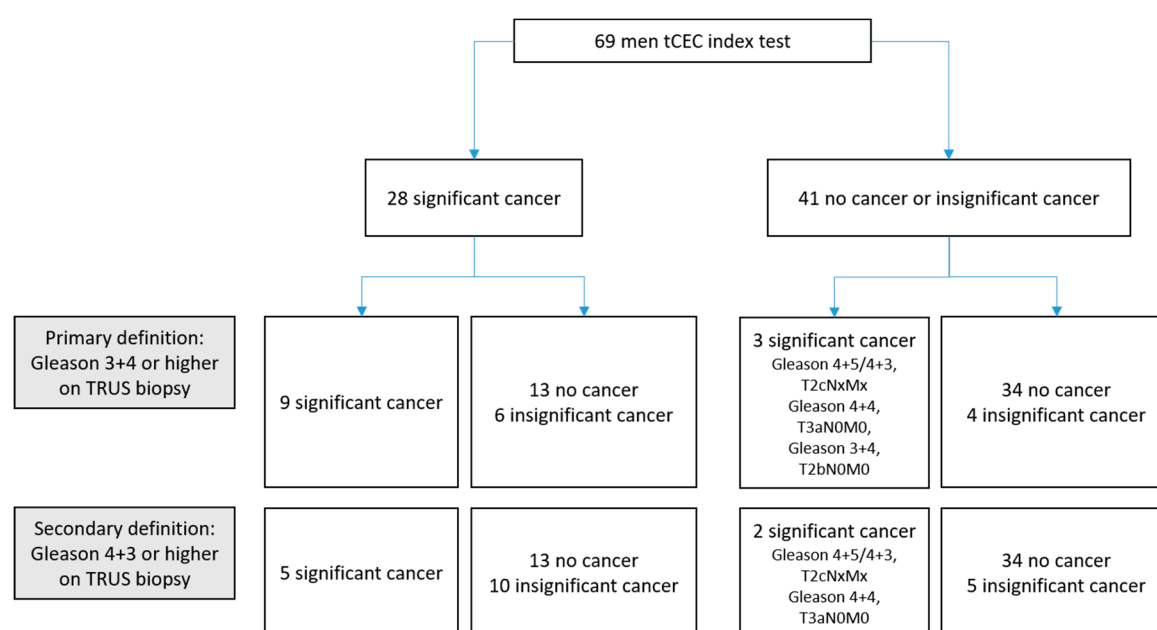 69 men tCEC index test
28 significant cancer
41 no cancer or insignificant cancer
Primary definition:
Gleason 3+4 or higher
on TRUS biopsy
9 significant cancer
13 no cancer
6 insignificant cancer
3 significant cancer
Gleason 4+5/4+3,
T2cNxMx
Gleason 4+4,
T3aN0M0,
Gleason 3+4,
T2bN0M0
34 no cancer
4 insignificant cancer
Secondary definition:
Gleason 4+3 or higher
on TRUS biopsy
5 significant cancer
13 no cancer
10 insignificant cancer
2 significant cancer
Gleason 4+5/4+3,
T2cNxMx
Gleason 4+4,
T3aN0M0
34 no cancer
5 insignificant cancer